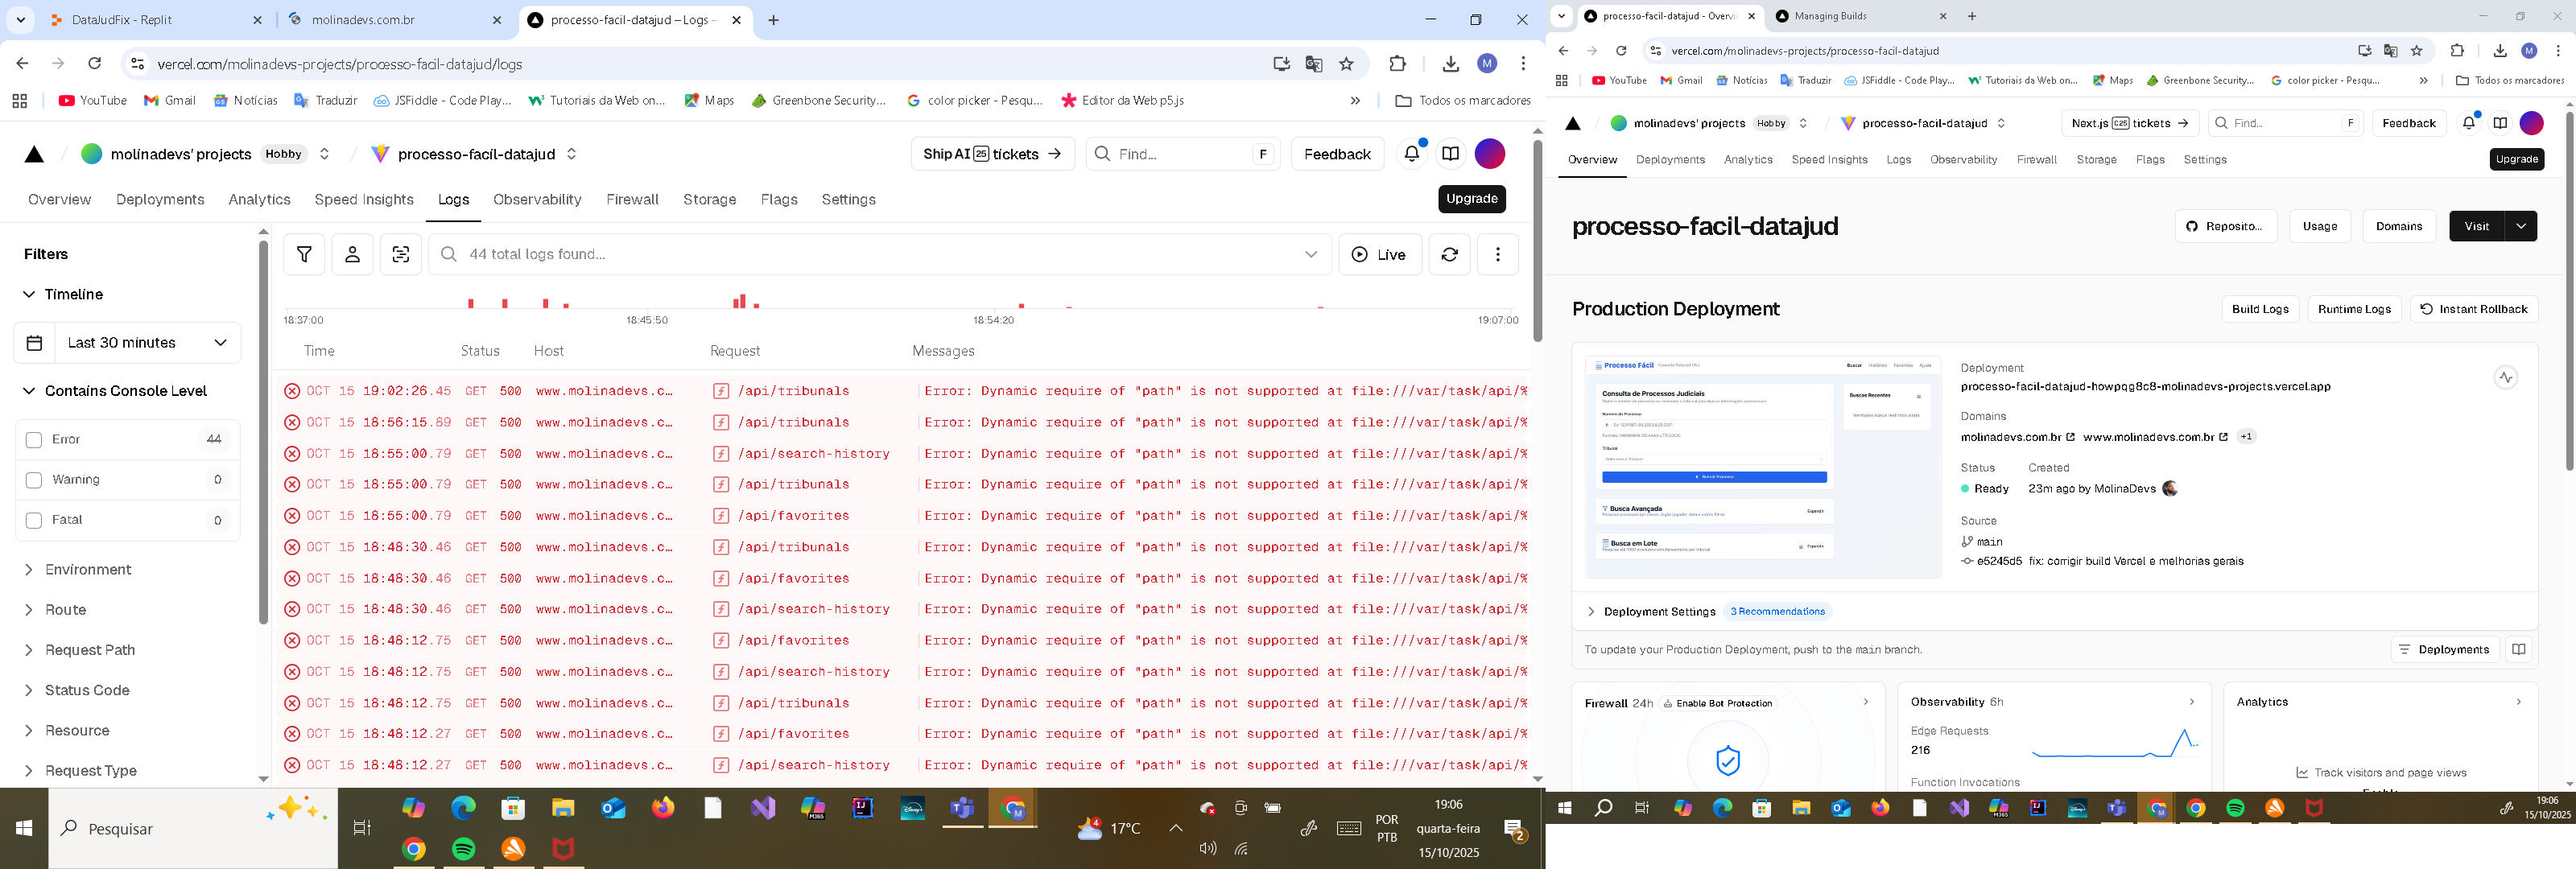 DataJudFix - Replit
molinadevs.com.br
processo-facil-datajud – Logs –
vercel.com/molinadevs-projects/processo-facil-datajud/logs
YouTube
Gmail
Notícias
Traduzir
JSFiddle - Code Play...
Tutoriais da Web on...
Maps
Greenbone Security...
color picker - Pesqu...
Editor da Web p5.js
Todos os marcadores
molinadevs' projects
Hobby
processo-facil-datajud
Ship AI 25 tickets →
Find...
F
Feedback
Overview
Deployments
Analytics
Speed Insights
Logs
Observability
Firewall
Storage
Flags
Settings
Upgrade
Filters
Timeline
Last 30 minutes
Contains Console Level
Error 44
Warning 0
Fatal 0
Environment
Route
Request Path
Status Code
Resource
Request Type
44 total logs found...
Live
18:37:00 18:45:50 18:54:20 19:07:00
Time Status Host Request Messages
OCT 15 19:02:26.45 GET 500 www.molinadevs.c... /api/tribunals Error: Dynamic require of "path" is not supported at file:///var/task/api/%
OCT 15 18:56:15.89 GET 500 www.molinadevs.c... /api/tribunals Error: Dynamic require of "path" is not supported at file:///var/task/api/%
OCT 15 18:55:00.79 GET 500 www.molinadevs.c... /api/search-history Error: Dynamic require of "path" is not supported at file:///var/task/api/%
OCT 15 18:55:00.79 GET 500 www.molinadevs.c... /api/tribunals Error: Dynamic require of "path" is not supported at file:///var/task/api/%
OCT 15 18:55:00.79 GET 500 www.molinadevs.c... /api/favorites Error: Dynamic require of "path" is not supported at file:///var/task/api/%
OCT 15 18:48:30.46 GET 500 www.molinadevs.c... /api/tribunals Error: Dynamic require of "path" is not supported at file:///var/task/api/%
OCT 15 18:48:30.46 GET 500 www.molinadevs.c... /api/favorites Error: Dynamic require of "path" is not supported at file:///var/task/api/%
OCT 15 18:48:30.46 GET 500 www.molinadevs.c... /api/search-history Error: Dynamic require of "path" is not supported at file:///var/task/api/%
OCT 15 18:48:12.75 GET 500 www.molinadevs.c... /api/favorites Error: Dynamic require of "path" is not supported at file:///var/task/api/%
OCT 15 18:48:12.75 GET 500 www.molinadevs.c... /api/search-history Error: Dynamic require of "path" is not supported at file:///var/task/api/%
OCT 15 18:48:12.75 GET 500 www.molinadevs.c... /api/tribunals Error: Dynamic require of "path" is not supported at file:///var/task/api/%
OCT 15 18:48:12.27 GET 500 www.molinadevs.c... /api/favorites Error: Dynamic require of "path" is not supported at file:///var/task/api/%
OCT 15 18:48:12.27 GET 500 www.molinadevs.c... /api/search-history Error: Dynamic require of "path" is not supported at file:///var/task/api/%
Pesquisar
17°C
POR
PTB
19:06
quarta-feira
15/10/2025
2
processo-facil-datajud - Overvi
Managing Builds
vercel.com/molinadevs-projects/processo-facil-datajud
YouTube
Gmail
Notícias
Traduzir
JSFiddle - Code Play...
Tutoriais da Web on...
Maps
Greenbone Security...
color picker - Pesqu...
Todos os marcadores
molinadevs' projects
Hobby
processo-facil-datajud
Next.js C25 tickets →
Find...
F
Feedback
Overview
Deployments
Analytics
Speed Insights
Logs
Observability
Firewall
Storage
Flags
Settings
Upgrade
processo-facil-datajud
Reposito...
Usage
Domains
Visit
Production Deployment
Build Logs
Runtime Logs
Instant Rollback
Processo Fácil
Buscar Históricos Favoritos Ajuda
Consulta de Processos Judiciais
Número do Processo
Tribunal
Buscar Processo
Buscas Recentes
Busca Avançada
Expandir
Busca em Lote
Expandir
Deployment
processo-facil-datajud-howpqg8c8-molinadevs-projects.vercel.app
Domains
molinadevs.com.br
www.molinadevs.com.br
+1
Status Created
Ready 23m ago by MolinaDevs
Source
main
e5245d5 fix: corrigir build Vercel e melhorias gerais
Deployment Settings
3 Recommendations
To update your Production Deployment, push to the main branch.
Deployments
Firewall 24h
Enable Bot Protection
Observability 6h
Edge Requests
216
Function Invocations
Analytics
Track visitors and page views
19:06
15/10/2025